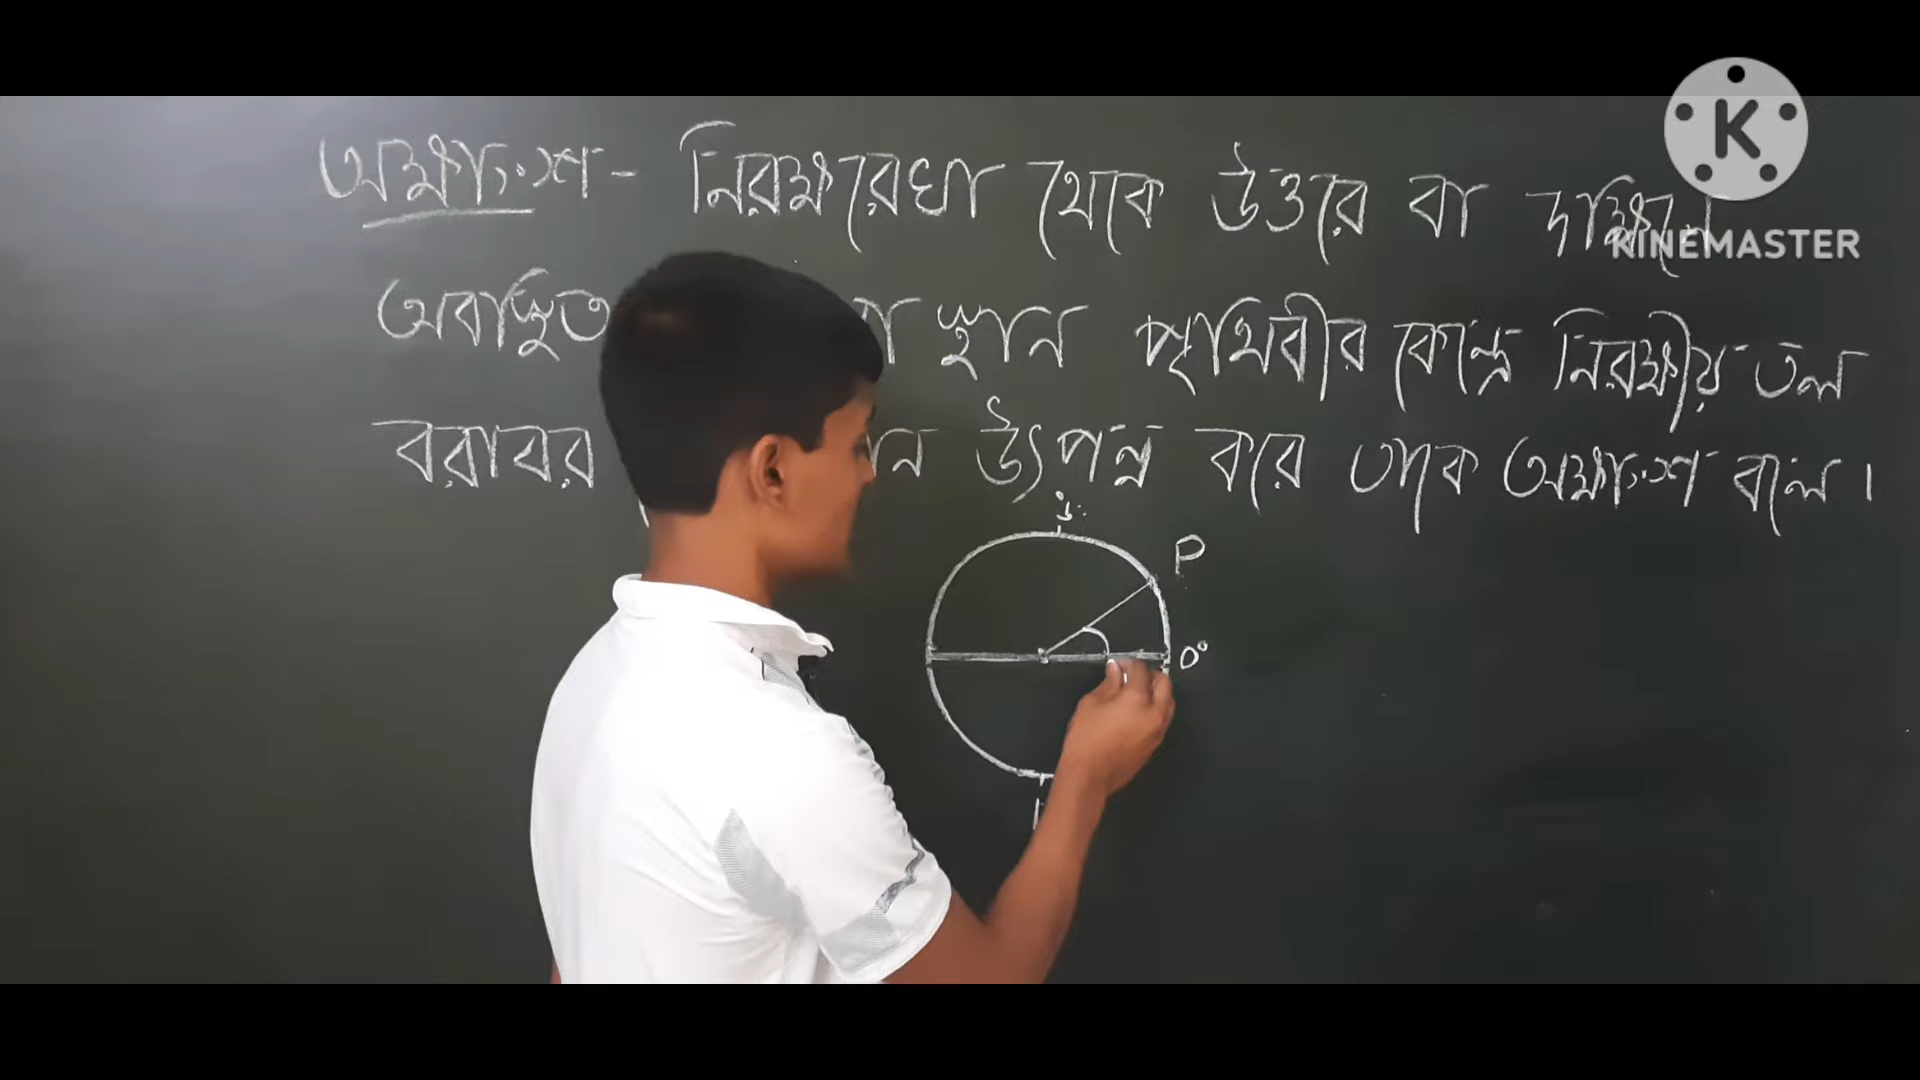 অক্ষাংশ- নিরক্ষরেখা থেকে উত্তরে বা দক্ষিণে
অবস্থিত স্থান পৃথিবীর কেন্দ্রে নিরক্ষীয় তল
বরাবর উৎপন্ন করে তাকে অক্ষাংশ বলে।
উঃ
P
0°
K
KINEMASTER